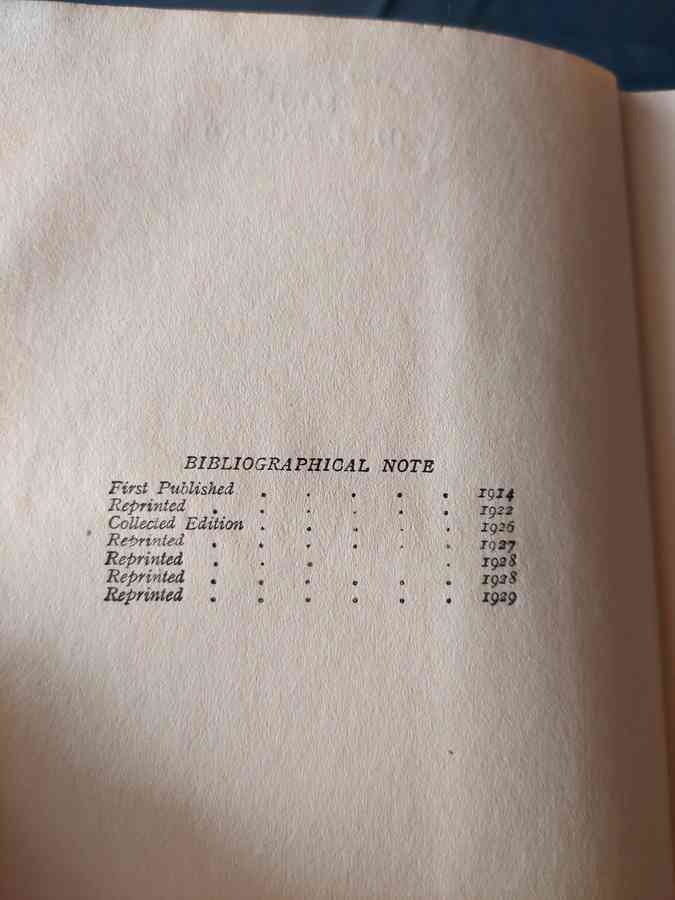 BIBLIOGRAPHICAL NOTE
First Published . . . . . 1914
Reprinted . . . . . . 1922
Collected Edition . . . . . 1926
Reprinted . . . . . . 1927
Reprinted . . . . 1928
Reprinted . . . . . . 1928
Reprinted . . . . . . 1929